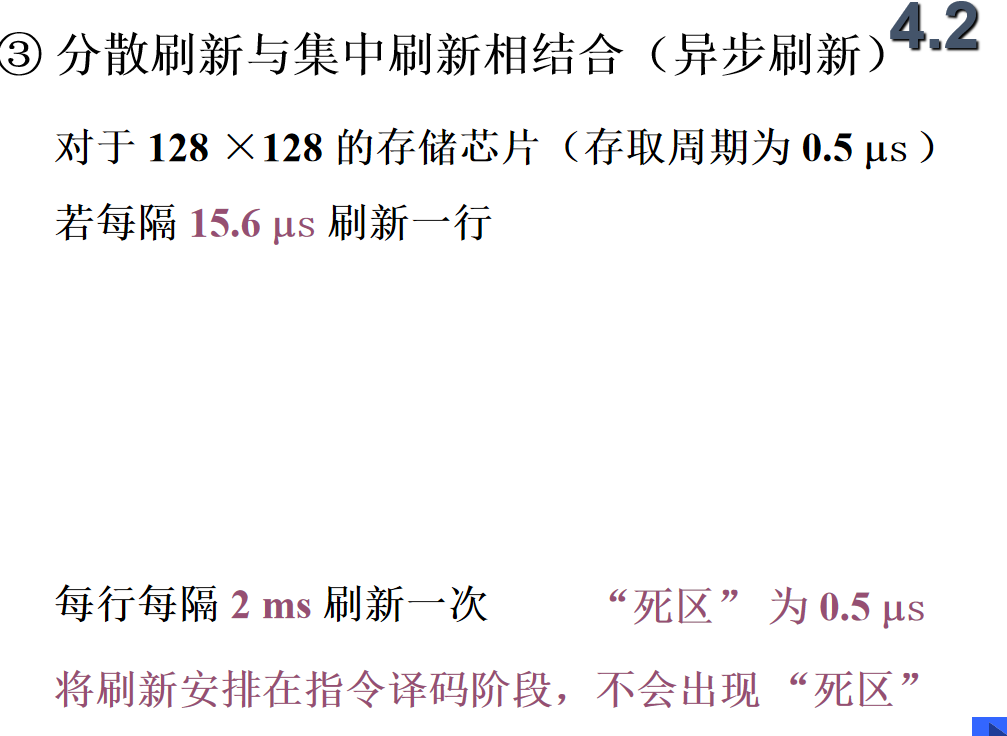 4.2
③ 分散刷新与集中刷新相结合（异步刷新）
对于 128 ×128 的存储芯片（存取周期为 0.5 μs ）
若每隔 15.6 μs 刷新一行
每行每隔 2 ms 刷新一次 “死区” 为 0.5 μs
将刷新安排在指令译码阶段，不会出现 “死区”